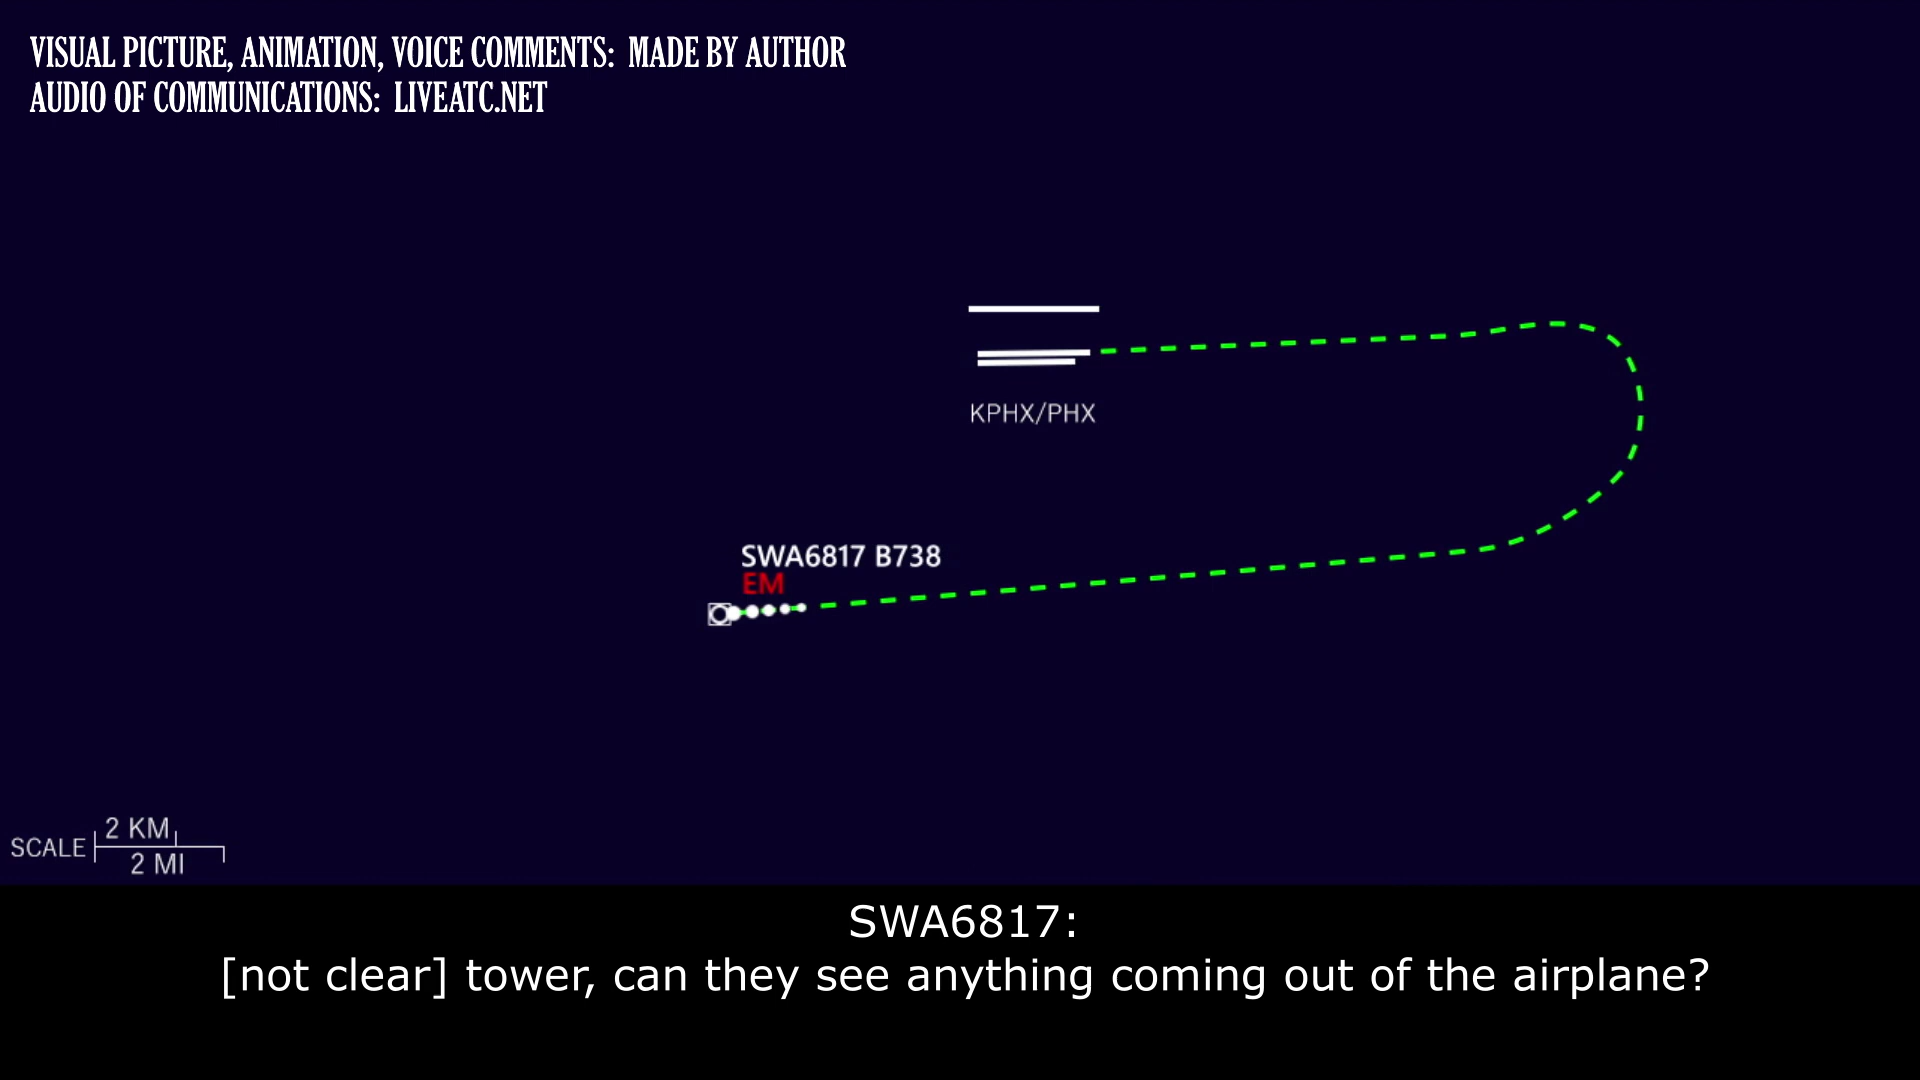 VISUAL PICTURE, ANIMATION, VOICE COMMENTS: MADE BY AUTHOR
AUDIO OF COMMUNICATIONS: LIVEATC.NET
KPHX/PHX
SWA6817 B738
EM
2 KM
SCALE
2 MI
SWA6817:
[not clear] tower, can they see anything coming out of the airplane?